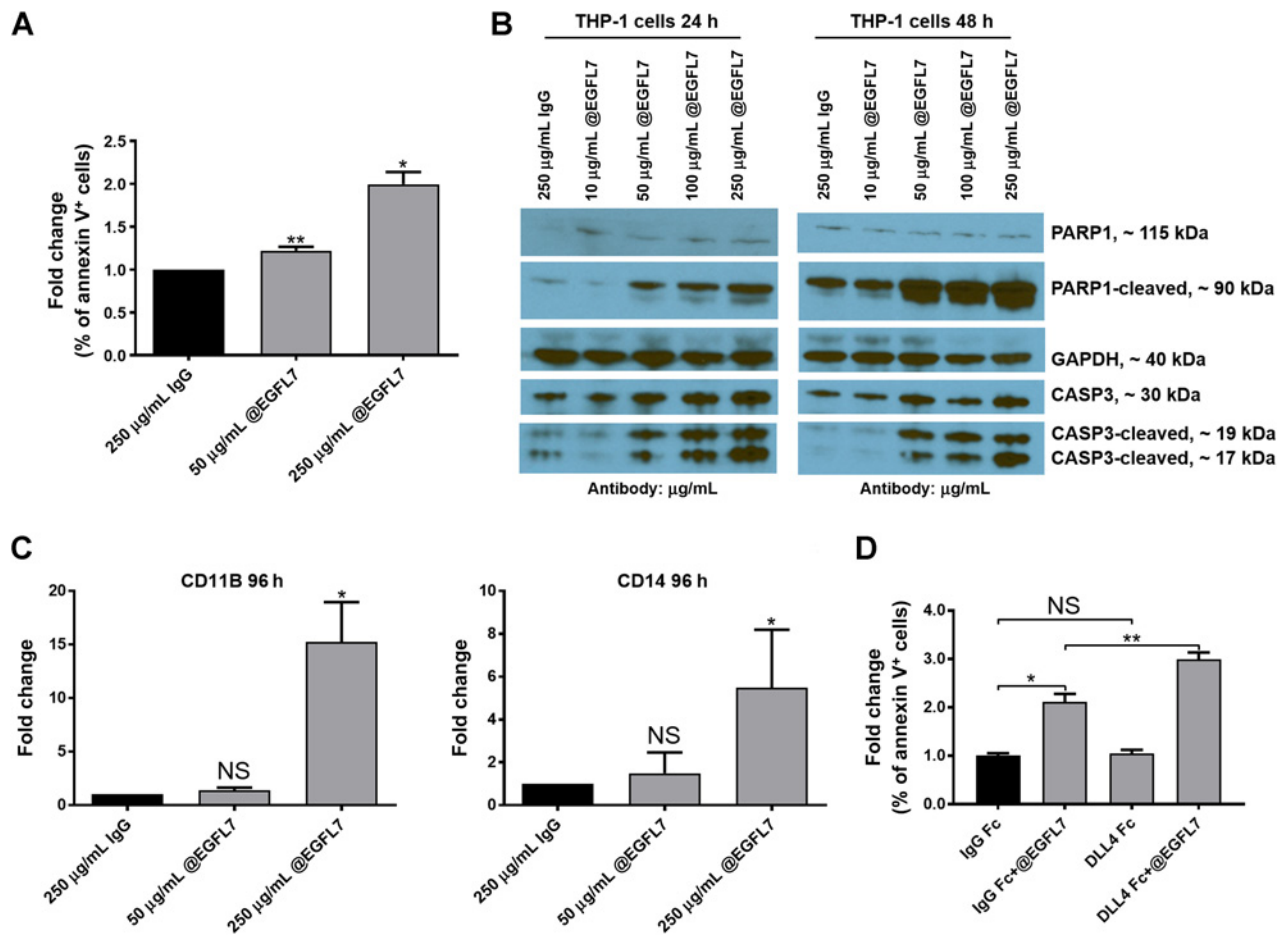 A
Fold change
(% of annexin V⁺ cells)
2.5
2.0
1.5
1.0
0.5
0.0
**
*
250 μg/mL IgG
50 μg/mL @EGFL7
250 μg/mL @EGFL7
B
THP-1 cells 24 h
THP-1 cells 48 h
250 μg/mL IgG
10 μg/mL @EGFL7
50 μg/mL @EGFL7
100 μg/mL @EGFL7
250 μg/mL @EGFL7
250 μg/mL IgG
10 μg/mL @EGFL7
50 μg/mL @EGFL7
100 μg/mL @EGFL7
250 μg/mL @EGFL7
PARP1, ~ 115 kDa
PARP1-cleaved, ~ 90 kDa
GAPDH, ~ 40 kDa
CASP3, ~ 30 kDa
CASP3-cleaved, ~ 19 kDa
CASP3-cleaved, ~ 17 kDa
Antibody: μg/mL
Antibody: μg/mL
C
CD11B 96 h
Fold change
20
15
10
5
0
NS
*
250 μg/mL IgG
50 μg/mL @EGFL7
250 μg/mL @EGFL7
CD14 96 h
Fold change
10
8
6
4
2
0
NS
*
250 μg/mL IgG
50 μg/mL @EGFL7
250 μg/mL @EGFL7
D
Fold change
(% of annexin V⁺ cells)
4.0
3.0
2.0
1.0
0.0
NS
**
*
IgG Fc
IgG Fc+@EGFL7
DLL4 Fc
DLL4 Fc+@EGFL7